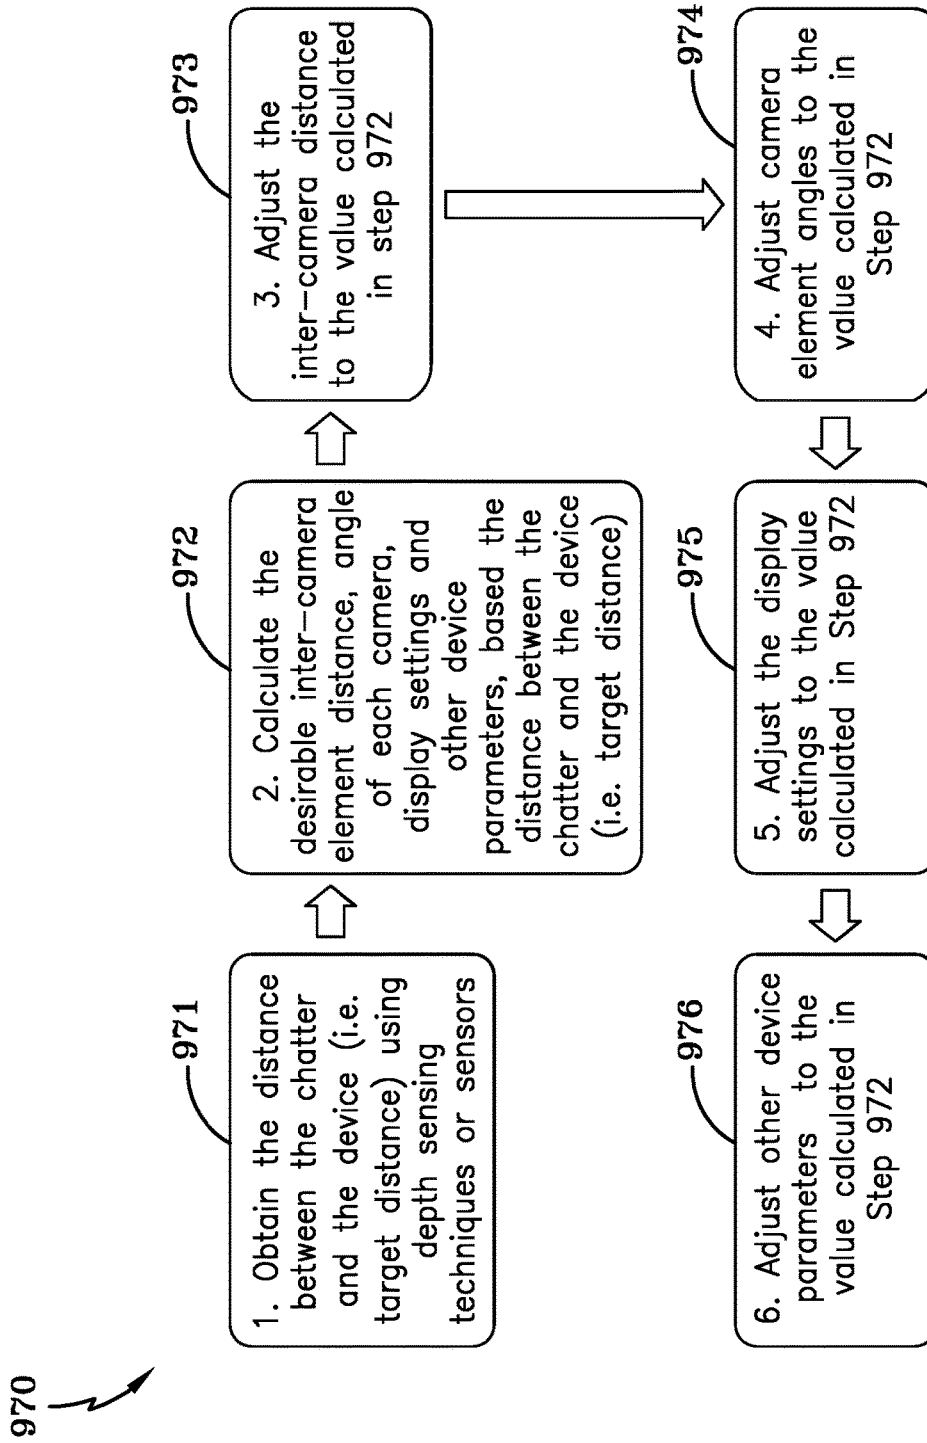 970
971
1. Obtain the distance
between the chatter
and the device (i.e.
target distance) using
depth sensing
techniques or sensors
972
2. Calculate the
desirable inter-camera
element distance, angle
of each camera,
display settings and
other device
parameters, based the
distance between the
chatter and the device
(i.e. target distance)
973
3. Adjust the
inter-camera distance
to the value calculated
in step 972
974
4. Adjust camera
element angles to the
value calculated in
Step 972
975
5. Adjust the display
settings to the value
calculated in Step 972
976
6. Adjust other device
parameters to the
value calculated in
Step 972